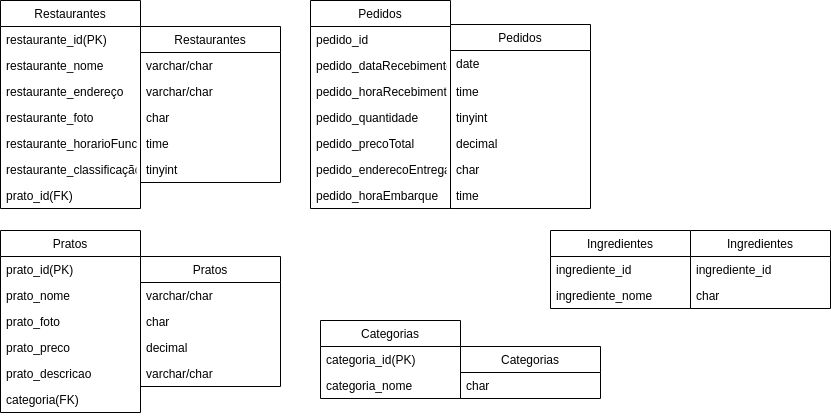 Restaurantes
restaurante_id(PK)
restaurante_nome
restaurante_endereço
restaurante_foto
restaurante_horarioFunc
restaurante_classificação
prato_id(FK)
Restaurantes
varchar/char
varchar/char
char
time
tinyint
Pedidos
pedido_id
pedido_dataRecebimento
pedido_horaRecebiment
pedido_quantidade
pedido_precoTotal
pedido_enderecoEntrega
pedido_horaEmbarque
Pedidos
date
time
tinyint
decimal
char
time
Pratos
prato_id(PK)
prato_nome
prato_foto
prato_preco
prato_descricao
categoria(FK)
Pratos
varchar/char
char
decimal
varchar/char
Categorias
categoria_id(PK)
categoria_nome
Categorias
char
Ingredientes
ingrediente_id
ingrediente_nome
Ingredientes
ingrediente_id
char